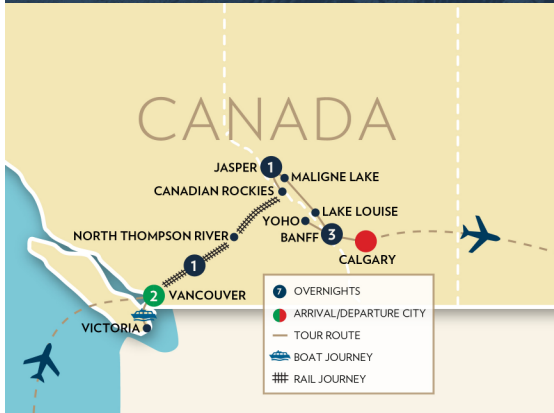 CANADA
JASPER 1
MALIGNE LAKE
CANADIAN ROCKIES
LAKE LOUISE
YOHO
BANFF 3
NORTH THOMPSON RIVER
CALGARY
1
2 VANCOUVER
VICTORIA
7 OVERNIGHTS
ARRIVAL/DEPARTURE CITY
TOUR ROUTE
BOAT JOURNEY
RAIL JOURNEY